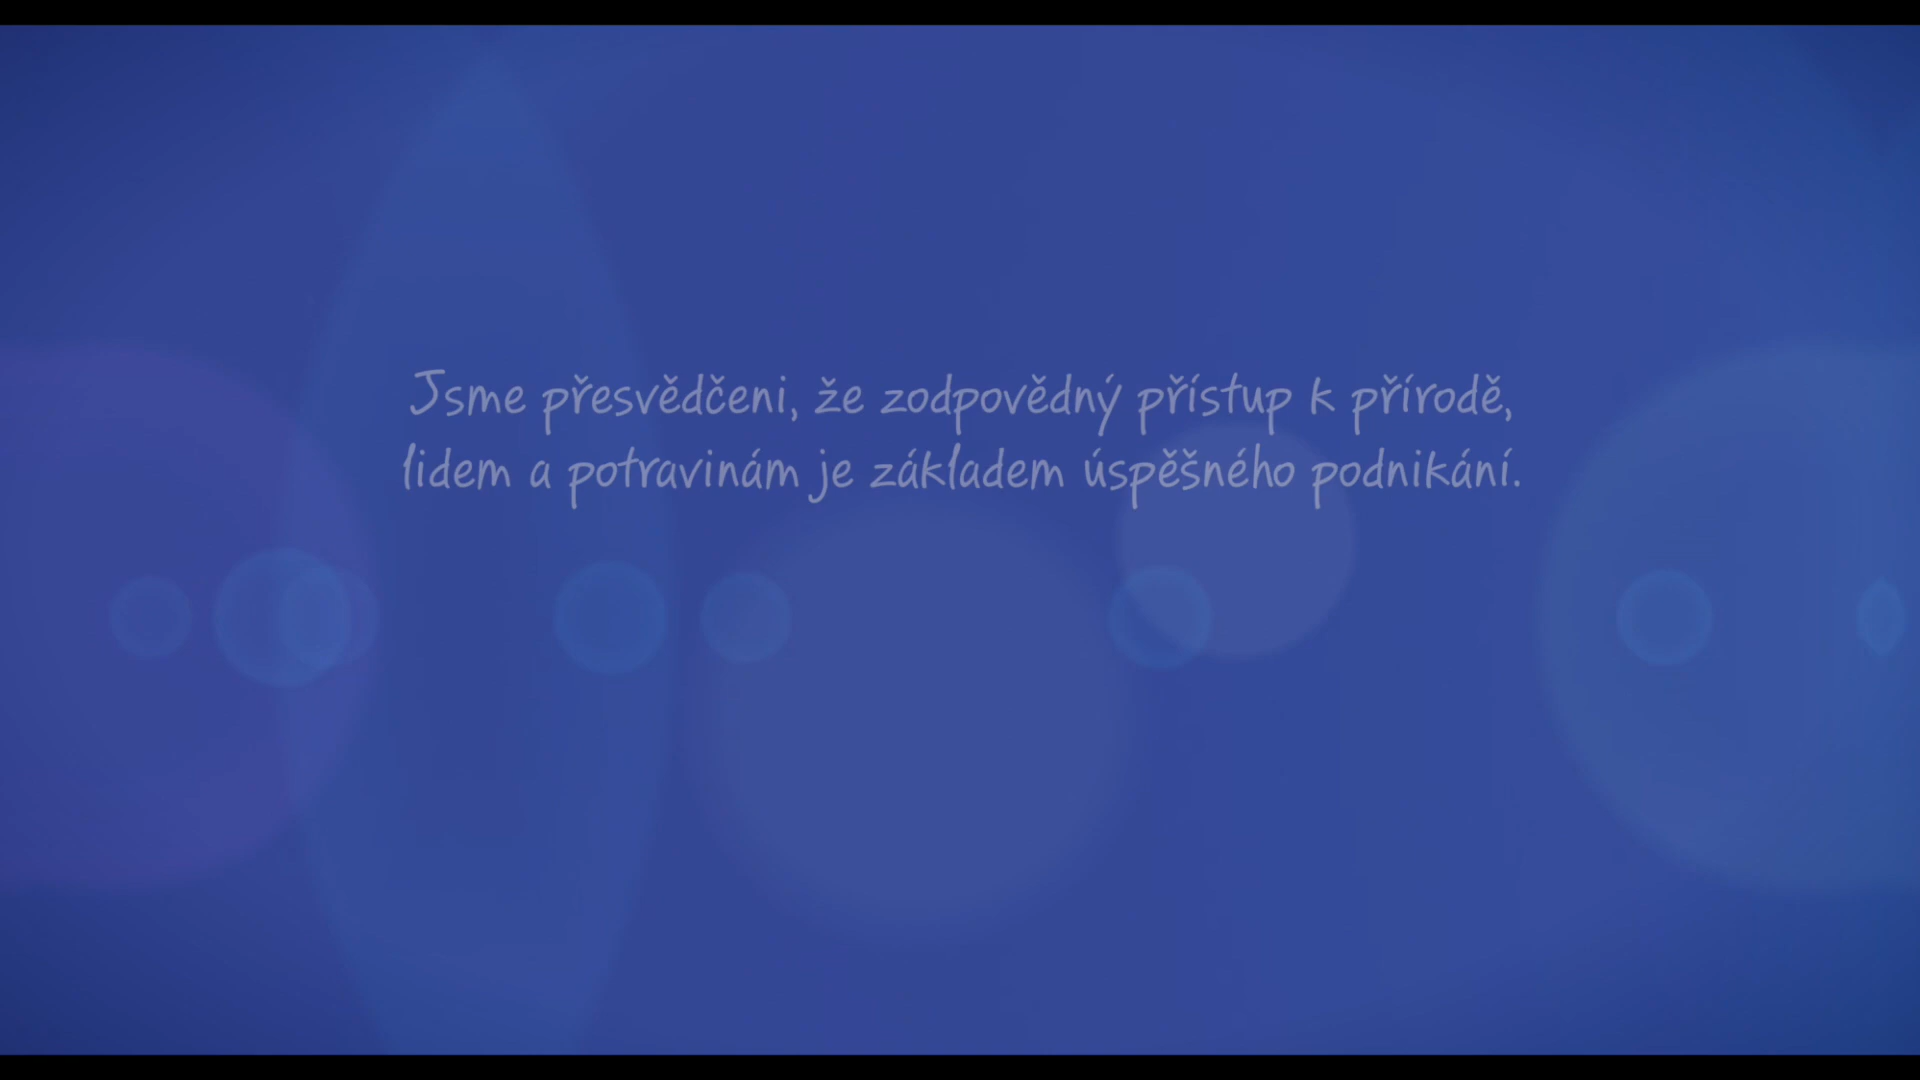 Jsme přesvědčeni, že zodpovědný přístup k přírodě,
lidem a potravinám je základem úspěšného podnikání.